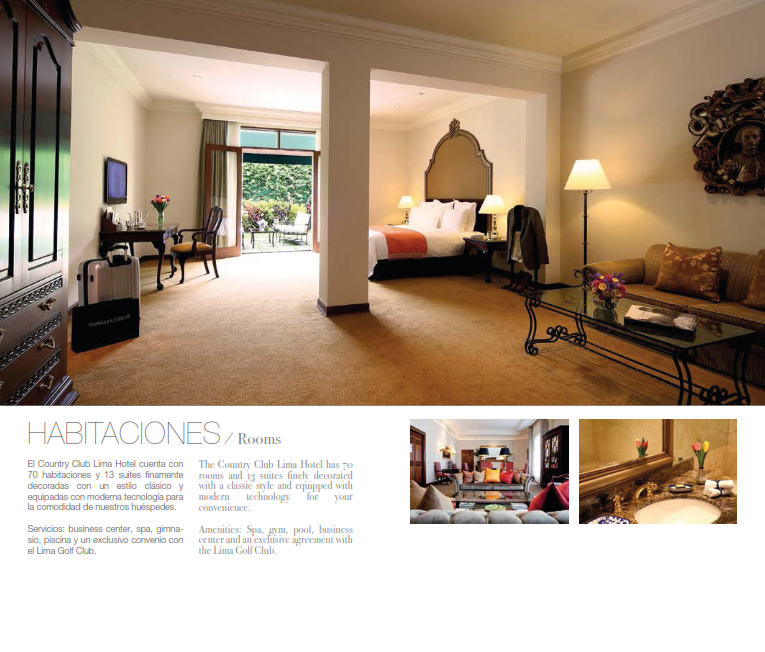 HABITACIONES / Rooms
El Country Club Lima Hotel cuenta con
70 habitaciones y 13 suites finamente
decoradas con un estilo clásico y
equipadas con moderna tecnología para
la comodidad de nuestros huéspedes.
Servicios: business center, spa, gimna-
sio, piscina y un exclusivo convenio con
el Lima Golf Club.
The Country Club Lima Hotel has 70
rooms and 13 suites finely decorated
with a classic style and equipped with
modern technology for your
convenience.
Amenities: Spa, gym, pool, business
center and an exclusive agreement with
the Lima Golf Club.